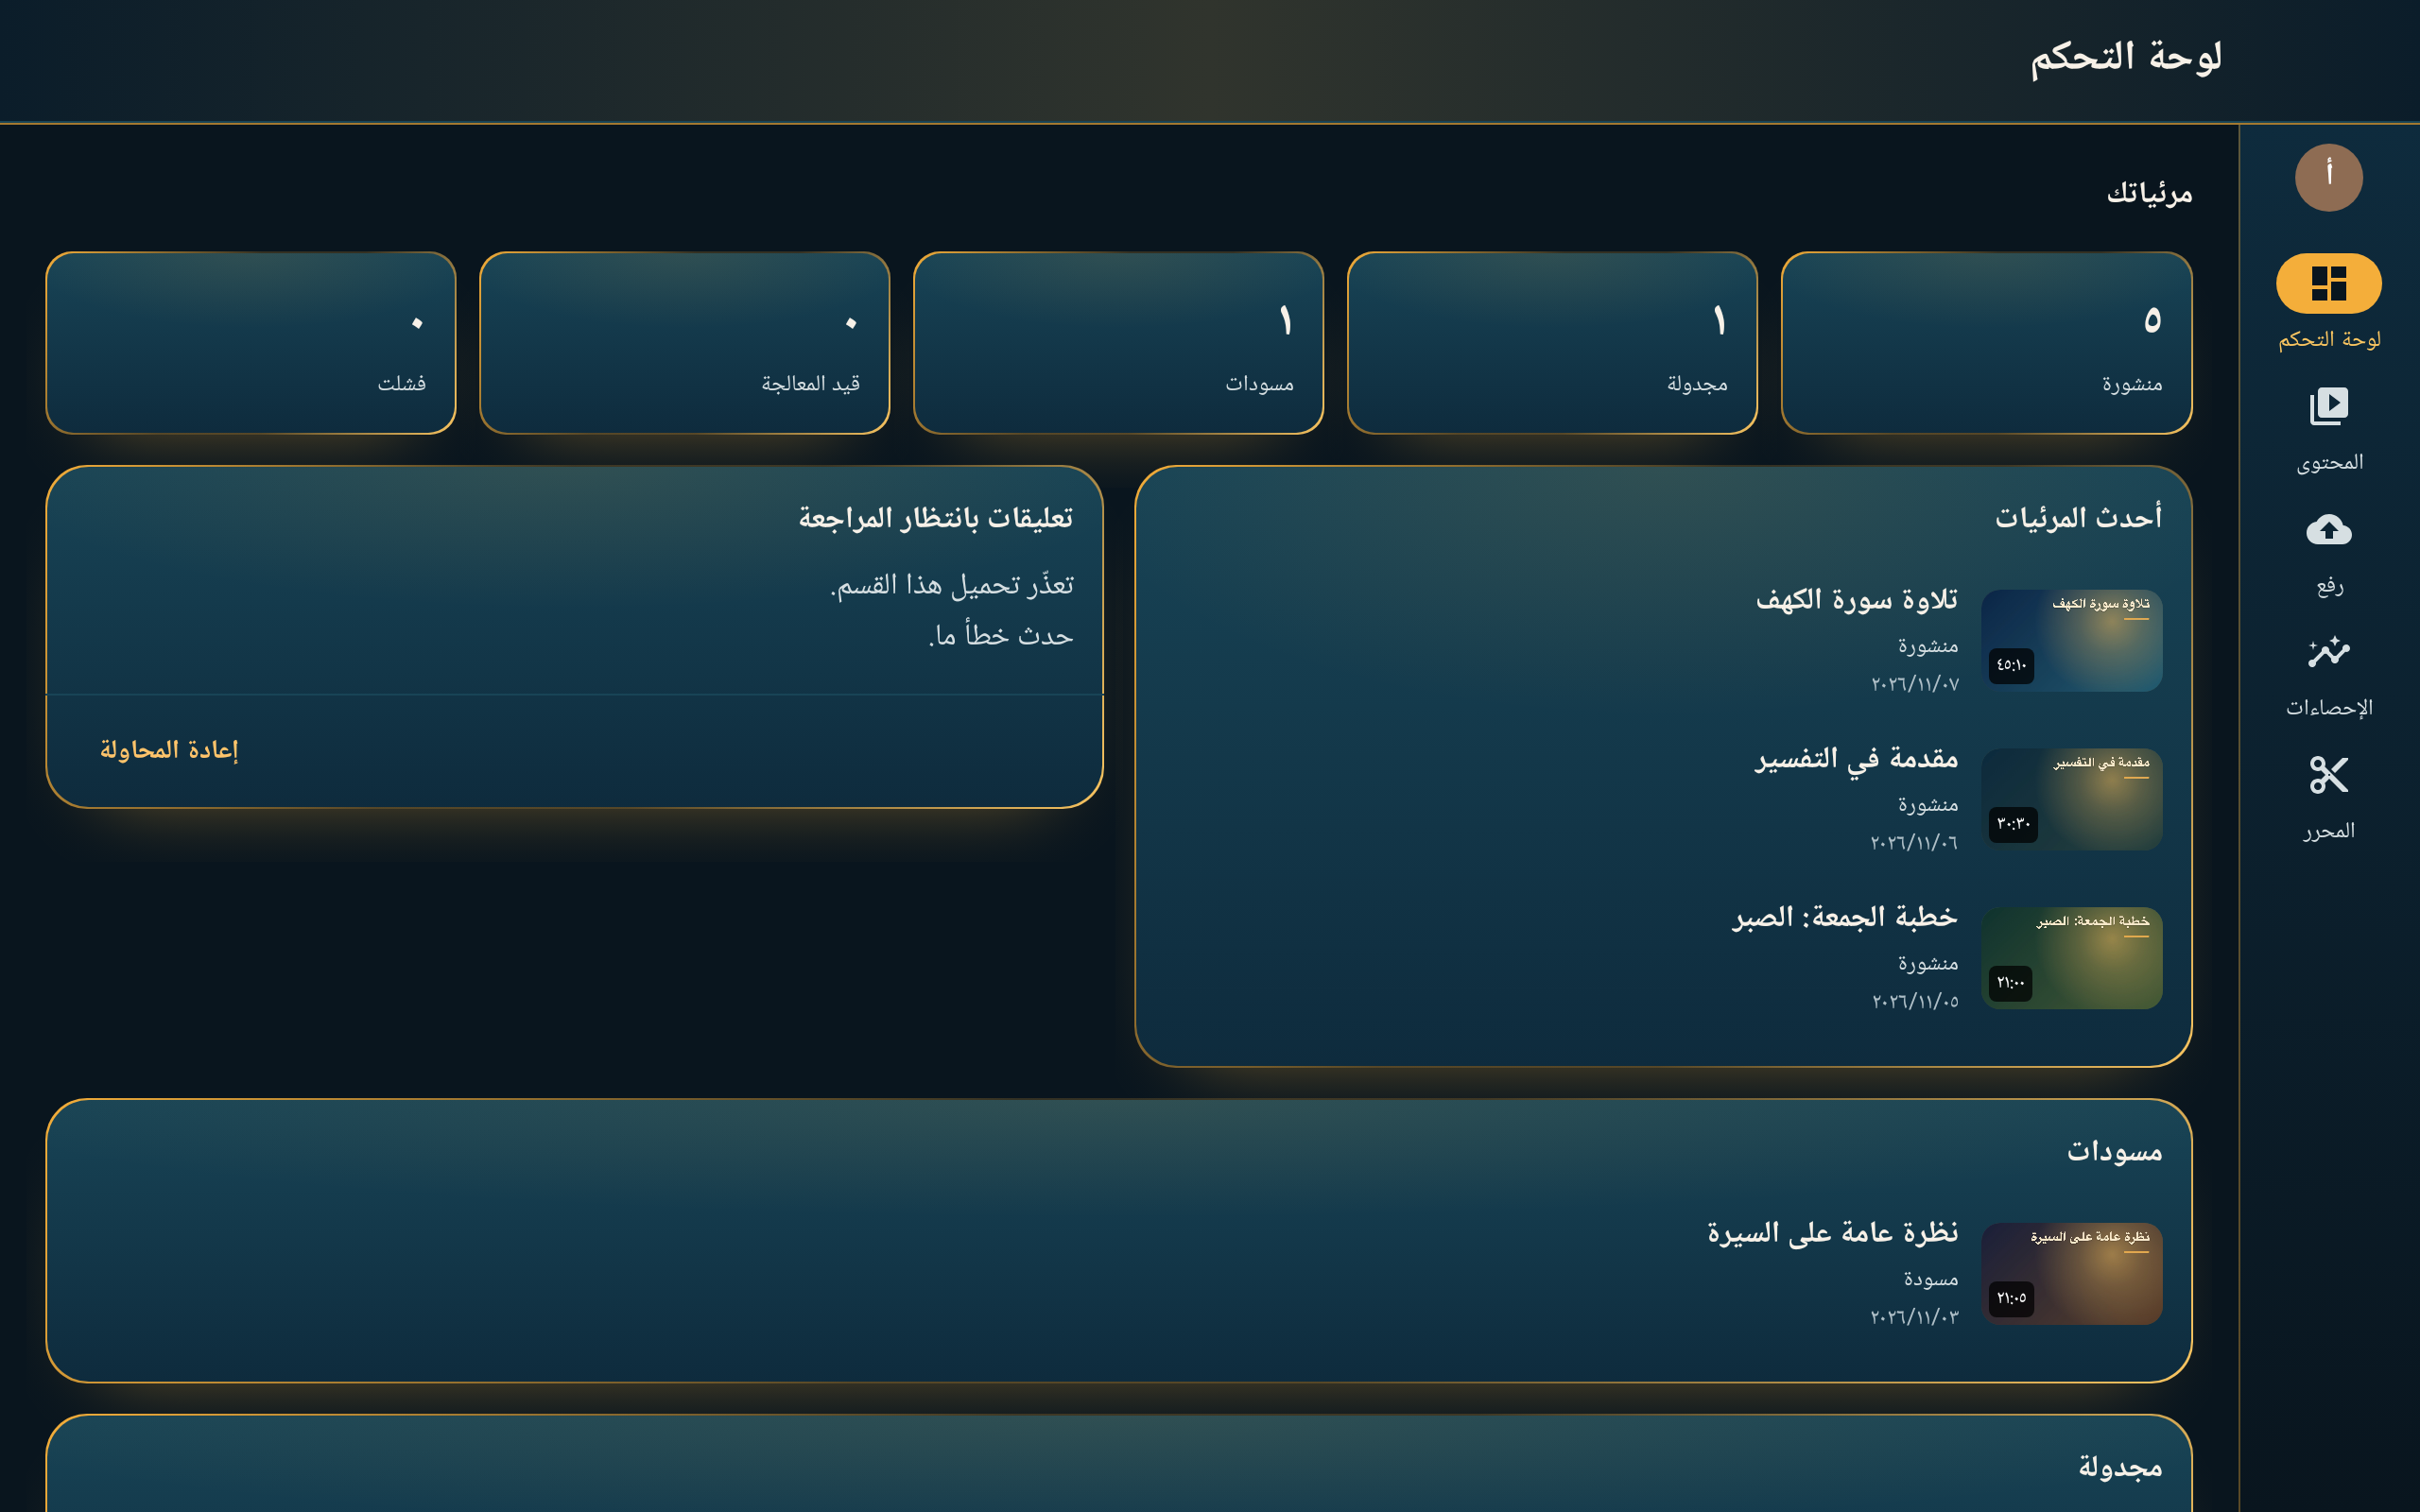 لوحة التحكم
أ
لوحة التحكم
المحتوى
رفع
الإحصاءات
المحرر
مرئياتك
٥
منشورة
١
مجدولة
١
مسودات
٠
قيد المعالجة
٠
فشلت
أحدث المرئيات
تلاوة سورة الكهف
٤٥:١٠
تلاوة سورة الكهف
منشورة
٢٠٢٦/١١/٠٧
مقدمة في التفسير
٣٠:٣٠
مقدمة في التفسير
منشورة
٢٠٢٦/١١/٠٦
خطبة الجمعة: الصبر
٢١:٠٠
خطبة الجمعة: الصبر
منشورة
٢٠٢٦/١١/٠٥
تعليقات بانتظار المراجعة
تعذّر تحميل هذا القسم.
حدث خطأ ما.
إعادة المحاولة
مسودات
نظرة عامة على السيرة
٢١:٠٥
نظرة عامة على السيرة
مسودة
٢٠٢٦/١١/٠٣
مجدولة